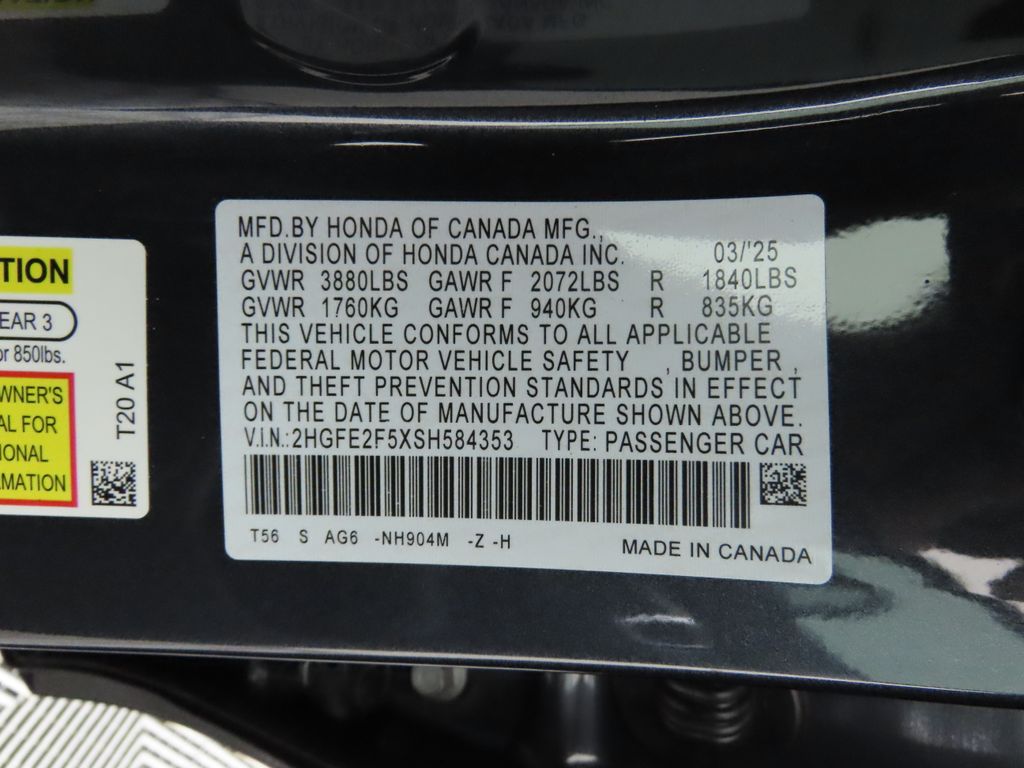 MFD.BY HONDA OF CANADA MFG.,
A DIVISION OF HONDA CANADA INC. 03/'25
GVWR 3880LBS GAWR F 2072LBS R 1840LBS
GVWR 1760KG GAWR F 940KG R 835KG
THIS VEHICLE CONFORMS TO ALL APPLICABLE
FEDERAL MOTOR VEHICLE SAFETY , BUMPER ,
AND THEFT PREVENTION STANDARDS IN EFFECT
ON THE DATE OF MANUFACTURE SHOWN ABOVE.
V.I.N.:2HGFE2F5XSH584353 TYPE: PASSENGER CAR
T56 S AG6 -NH904M -Z -H
MADE IN CANADA
TION
EAR 3
or 850lbs.
WNER'S
AL FOR
IONAL
RMATION
T20 A1